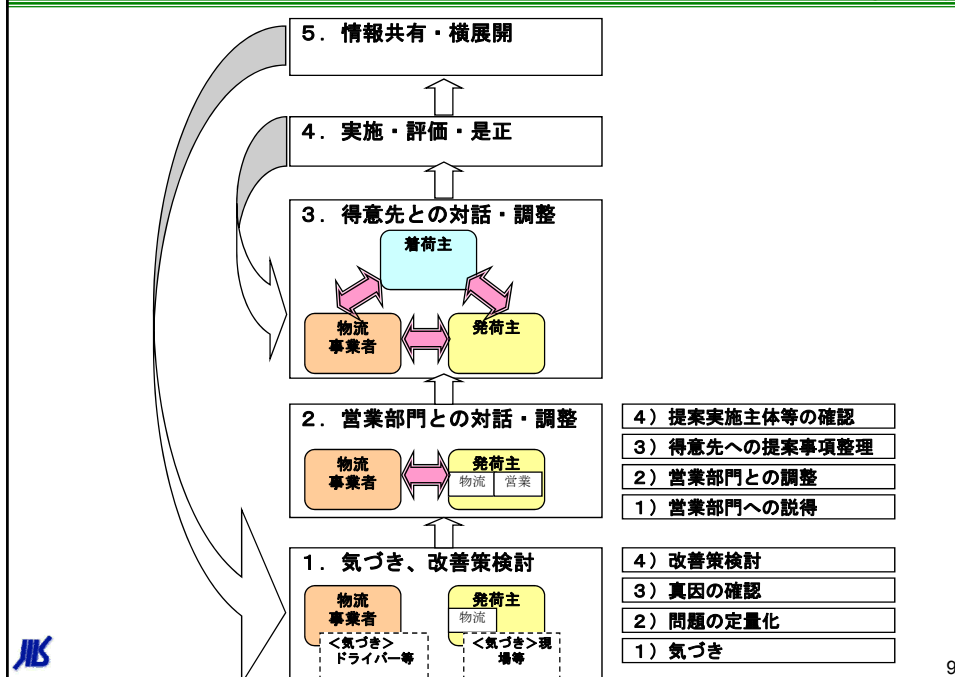 ５．情報共有・横展開
４．実施・評価・是正
３．得意先との対話・調整
着荷主
物流
事業者
発荷主
２．営業部門との対話・調整
物流
事業者
発荷主
物流
営業
４）提案実施主体等の確認
３）得意先への提案事項整理
２）営業部門との調整
１）営業部門への説得
１．気づき、改善策検討
物流
事業者
発荷主
物流
＜気づき＞
ドライバー等
＜気づき＞現
場等
４）改善策検討
３）真因の確認
２）問題の定量化
１）気づき
JILS
9